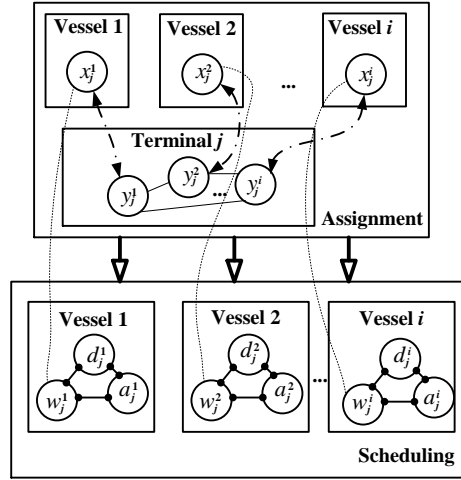 Vessel 1 Vessel 2 Vessel i
x_j^1 x_j^2 ... x_j^i
Terminal j
y_j^1 y_j^2 ... y_j^i
Assignment
Vessel 1 Vessel 2 Vessel i
d_j^1 d_j^2 d_j^i
w_j^1 a_j^1 w_j^2 a_j^2 ... w_j^i a_j^i
Scheduling